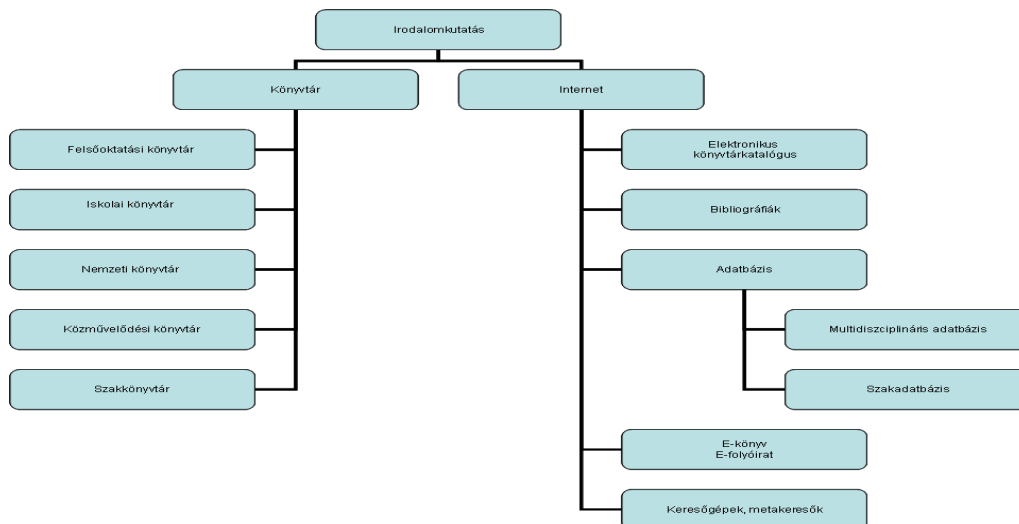 Irodalomkutatás
Könyvtár
Internet
Felsőoktatási könyvtár
Iskolai könyvtár
Nemzeti könyvtár
Közművelődési könyvtár
Szakkönyvtár
Elektronikus
könyvtárkatalógus
Bibliográfiák
Adatbázis
Multidiszciplináris adatbázis
Szakadatbázis
E-könyv
E-folyóirat
Keresőgépek, metakeresők